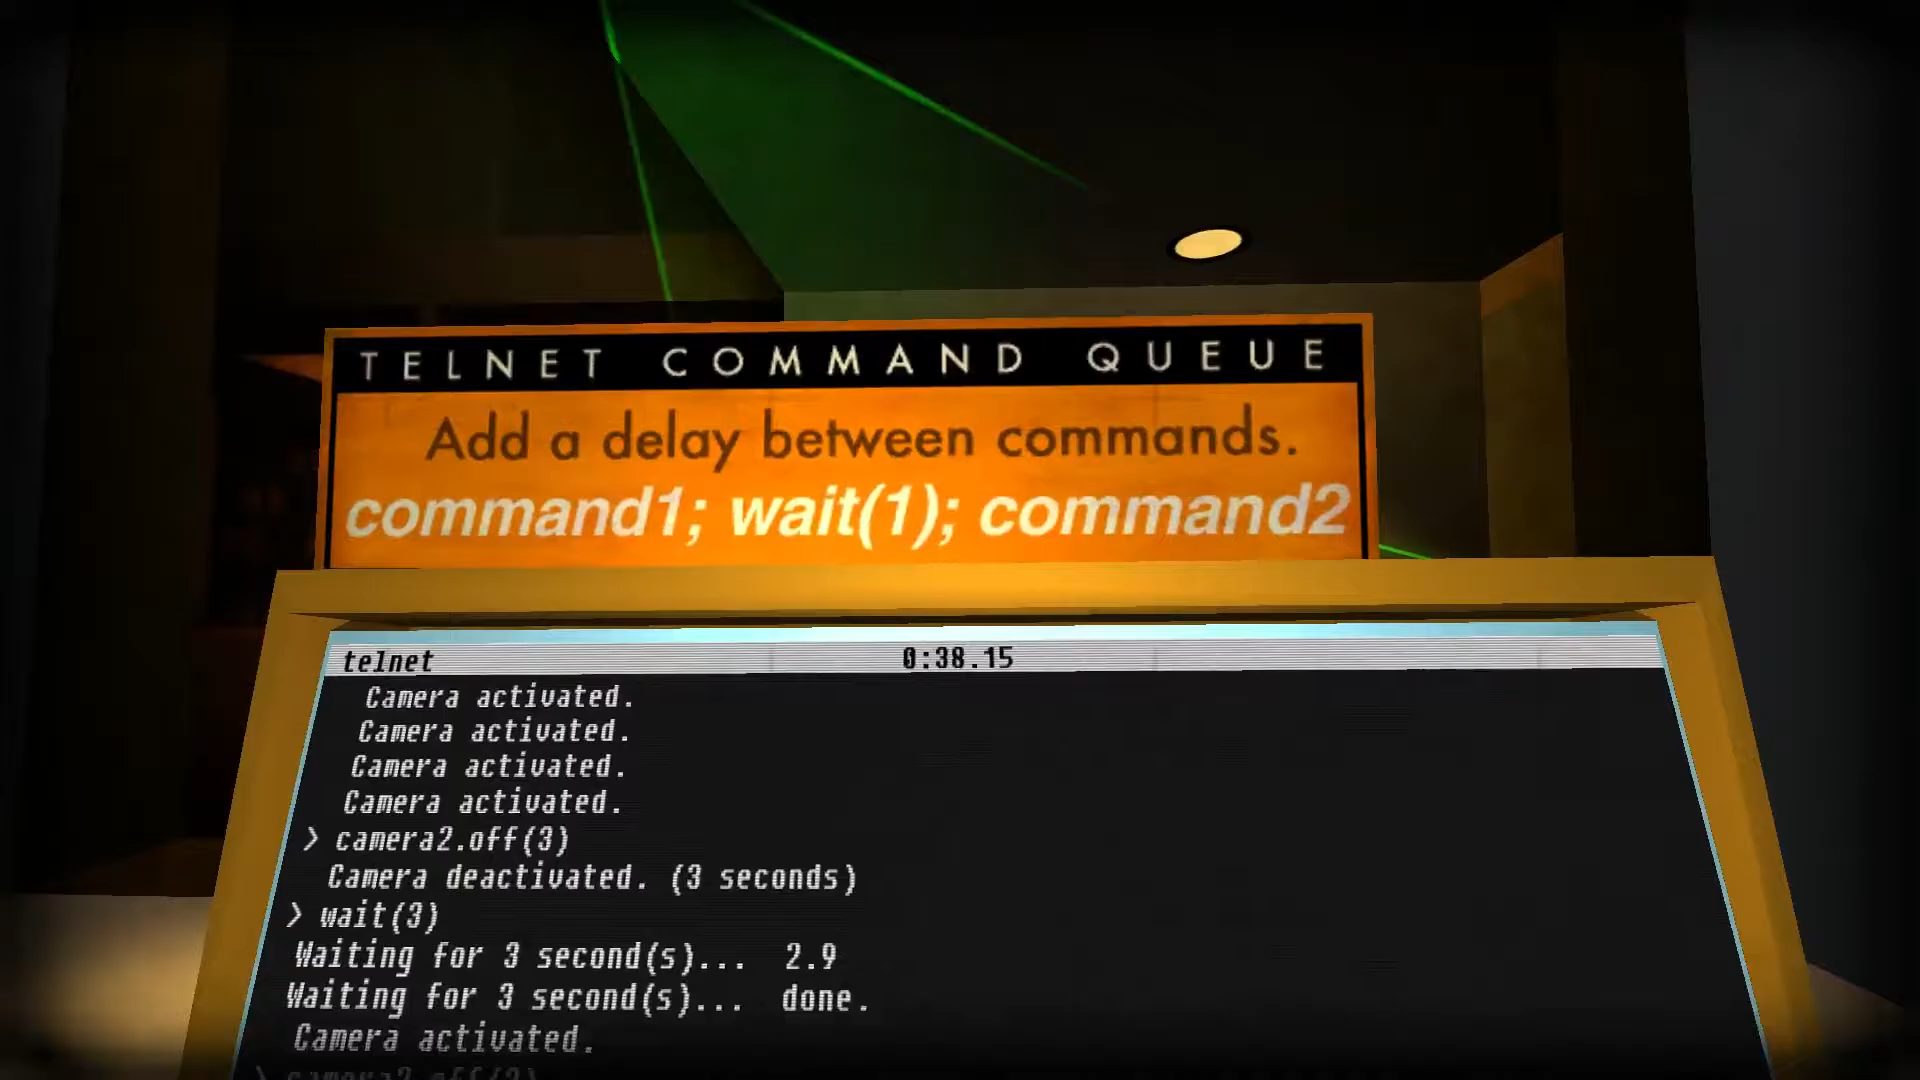 TELNET COMMAND QUEUE
Add a delay between commands.
command1; wait(1); command2
telnet 0:38.15
Camera activated.
Camera activated.
Camera activated.
Camera activated.
> camera2.off(3)
Camera deactivated. (3 seconds)
> wait(3)
Waiting for 3 second(s)... 2.9
Waiting for 3 second(s)... done.
Camera activated.